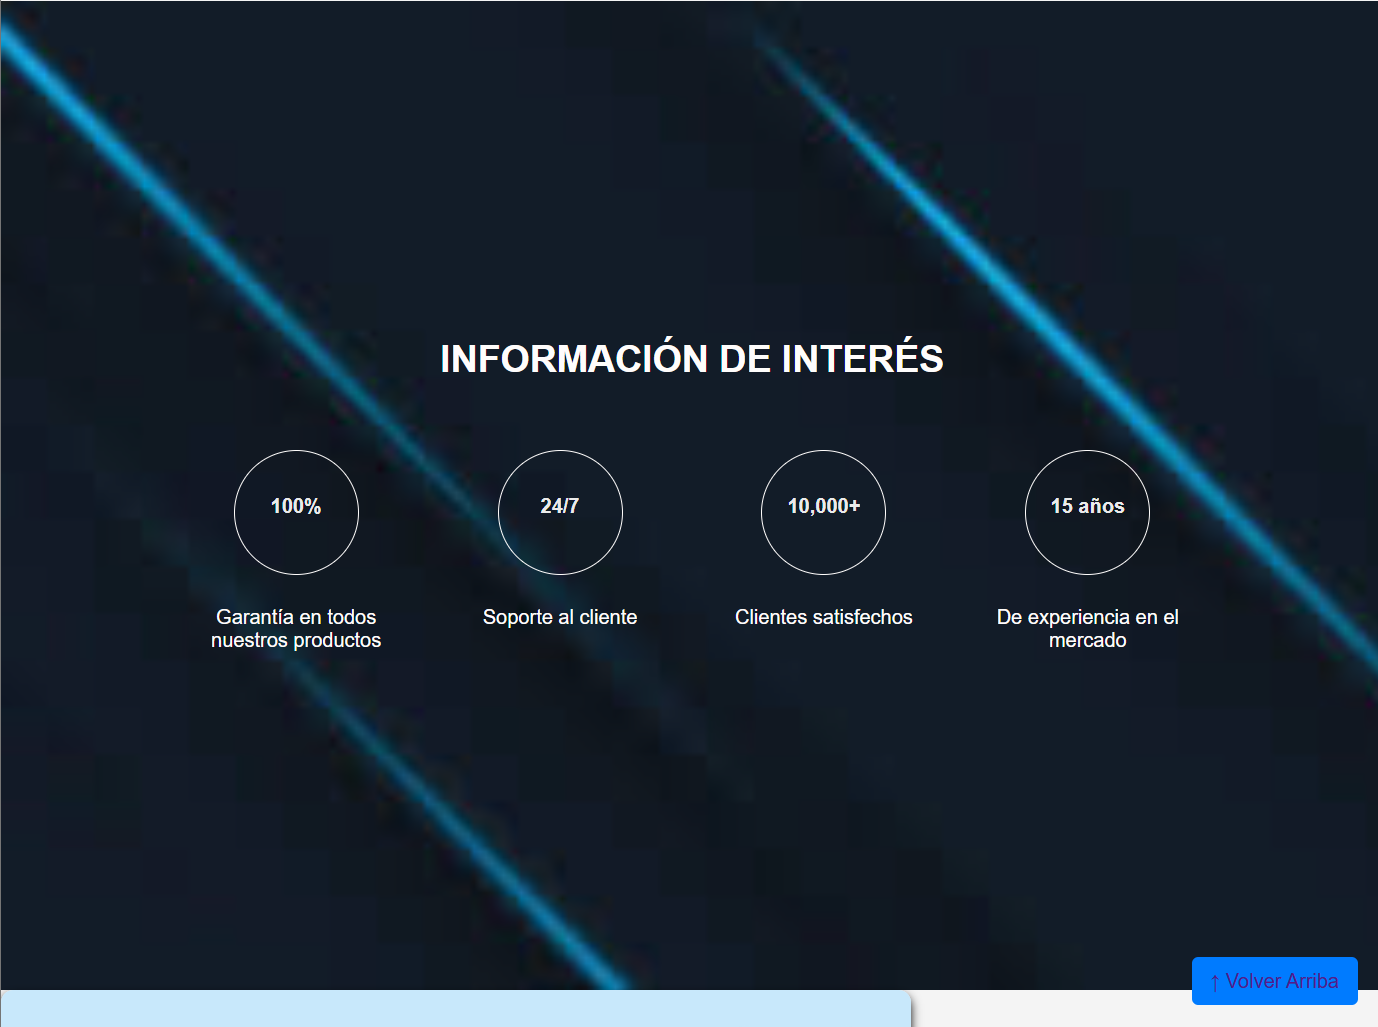 INFORMACIÓN DE INTERÉS
100%
24/7
10,000+
15 años
Garantía en todos
nuestros productos
Soporte al cliente
Clientes satisfechos
De experiencia en el
mercado
↑ Volver Arriba